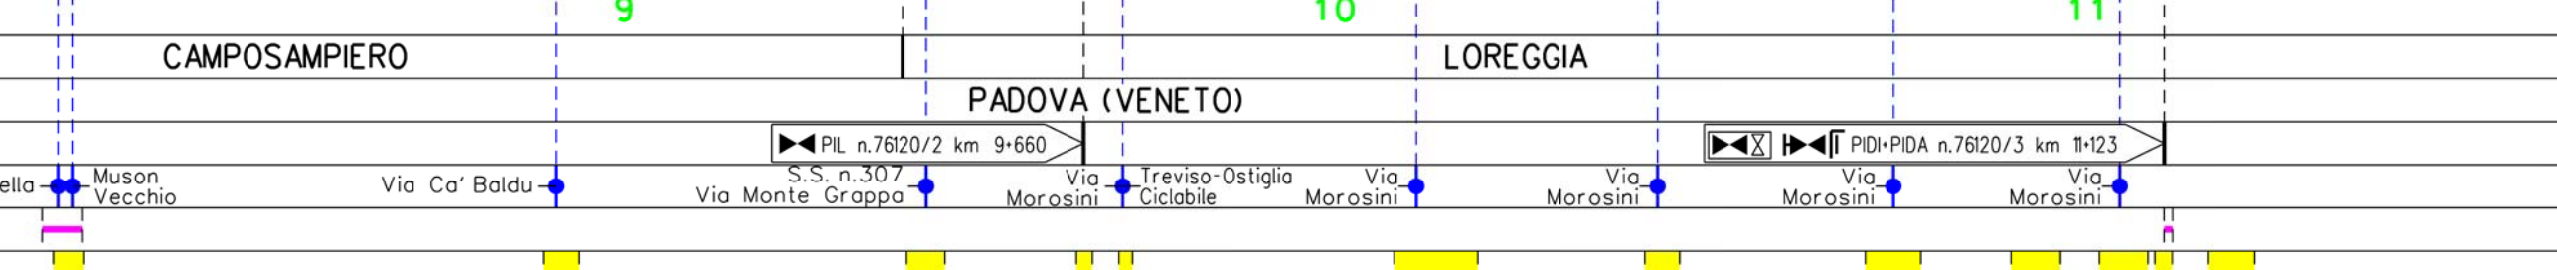 9 10 11
CAMPOSAMPIERO LOREGGIA
PADOVA (VENETO)
PIL n.76120/2 km 9+660 PIDI+PIDA n.76120/3 km 11+123
ella
Muson
Vecchio
Via Ca' Baldu
S.S. n.307
Via Monte Grappa
Via
Morosini
Treviso-Ostiglia
Ciclabile
Via
Morosini
Via
Morosini
Via
Morosini
Via
Morosini